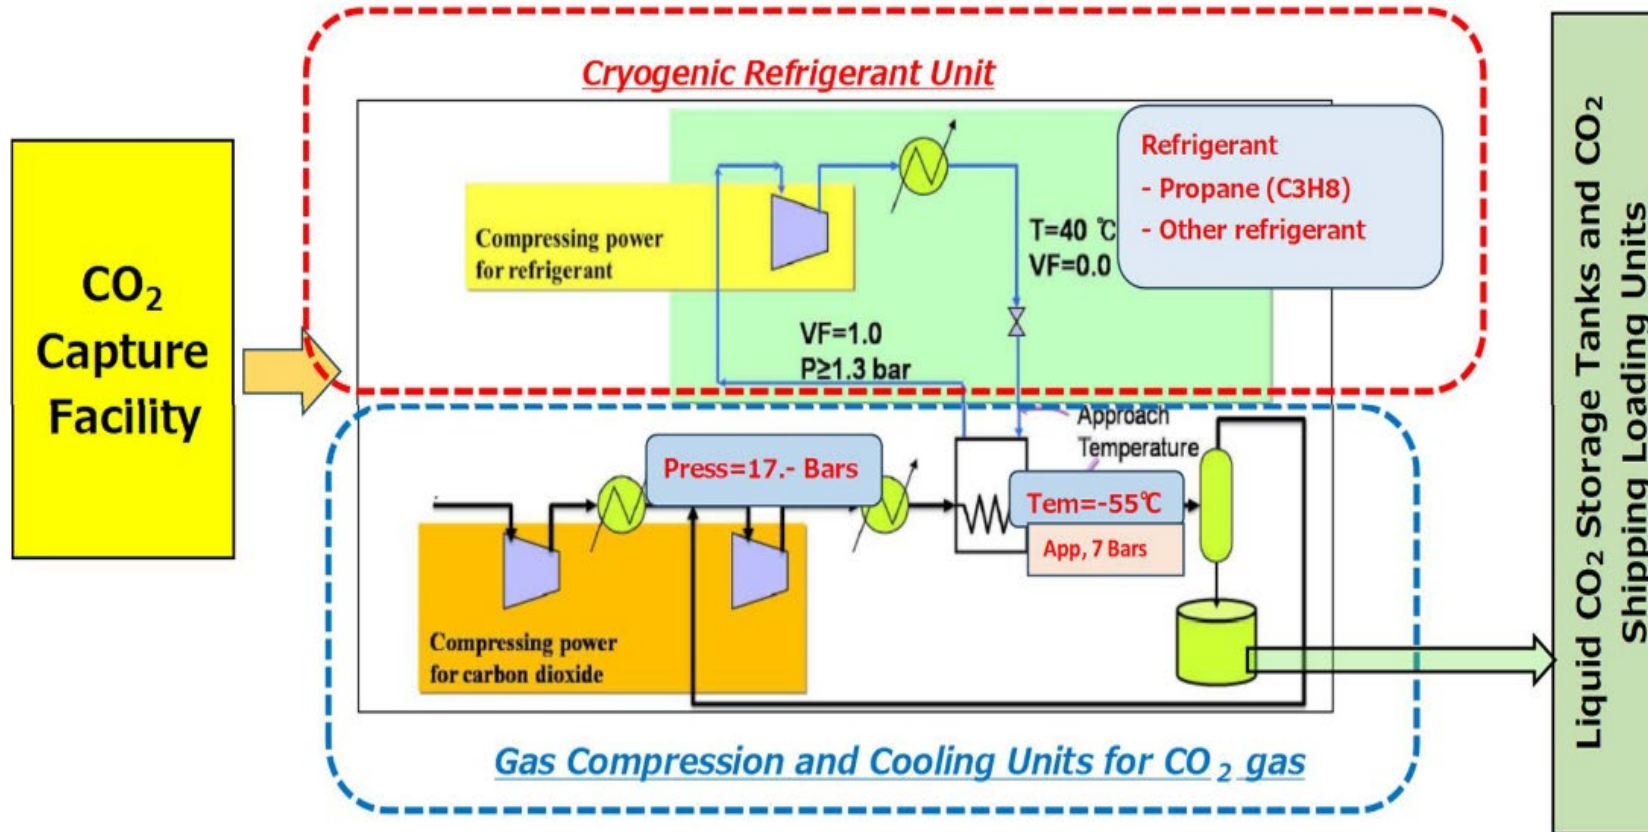 Cryogenic Refrigerant Unit
CO₂
Capture
Facility
Refrigerant
- Propane (C3H8)
- Other refrigerant
Compressing power
for refrigerant
T=40 ℃
VF=0.0
VF=1.0
P≥1.3 bar
Approach
Temperature
Press=17.- Bars
Tem=-55℃
App, 7 Bars
Compressing power
for carbon dioxide
Gas Compression and Cooling Units for CO₂ gas
Liquid CO₂ Storage Tanks and CO₂
Shipping Loading Units